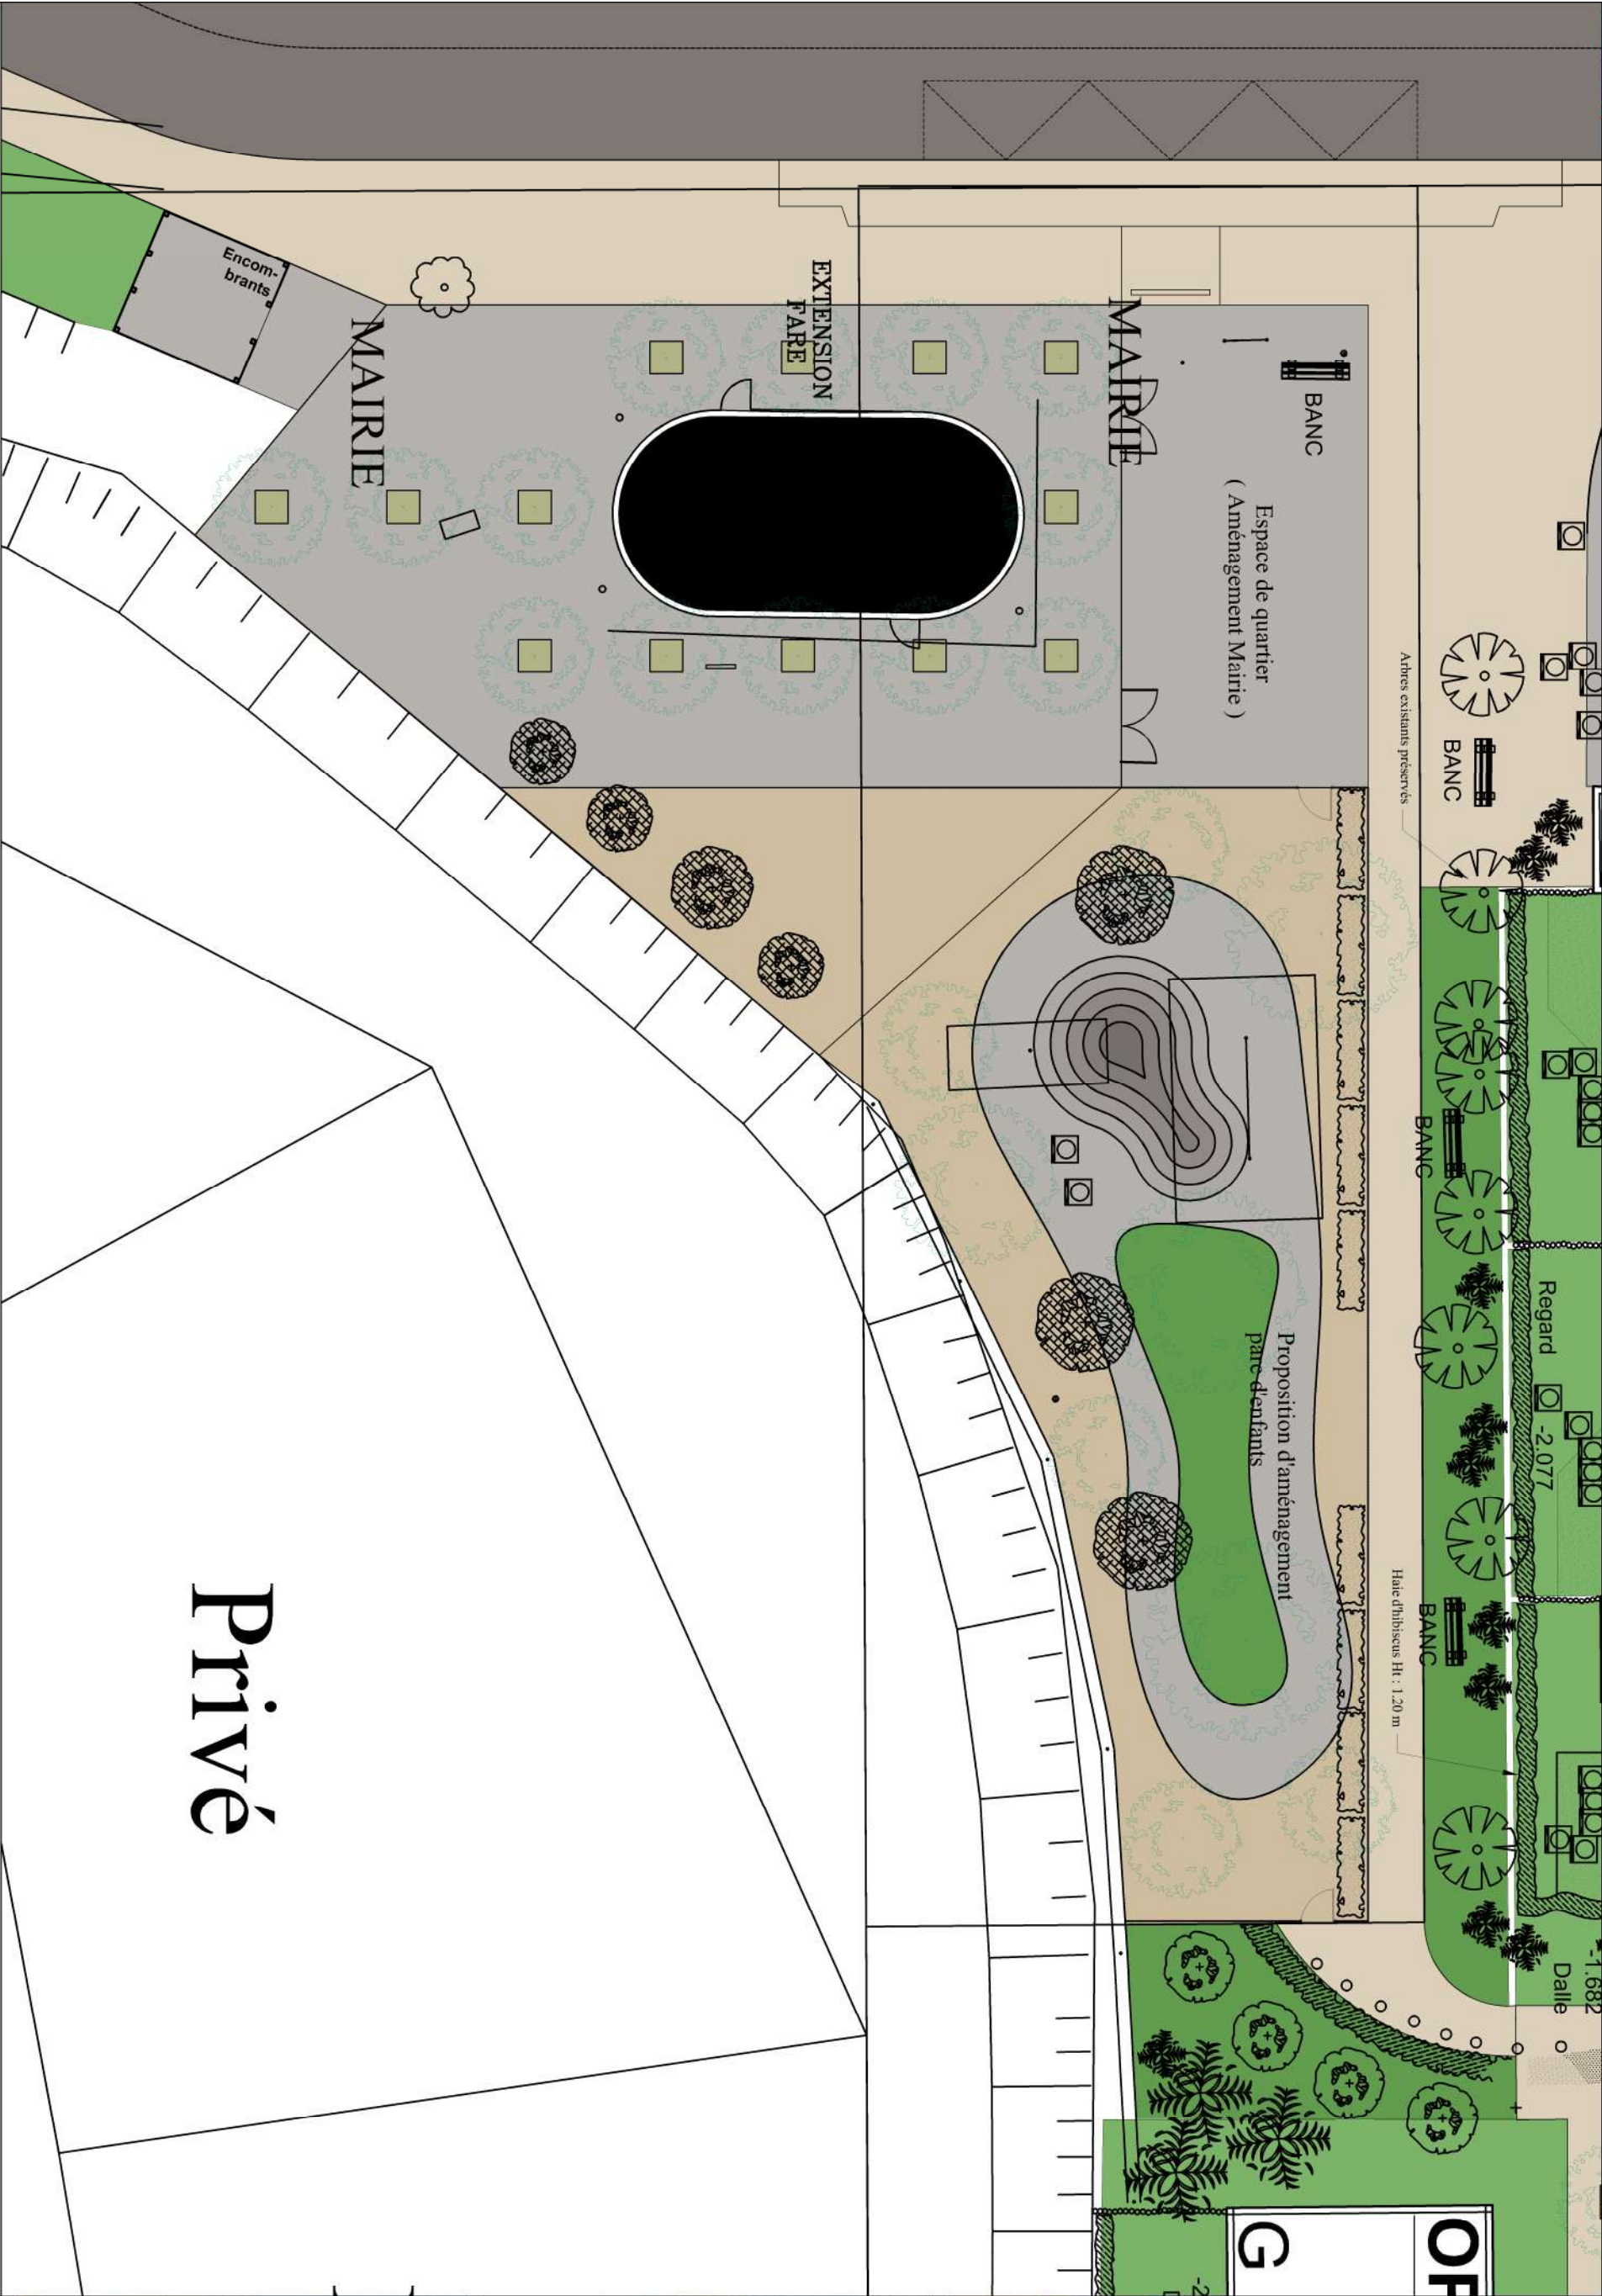 Encom-
brants
MAIRIE
EXTENSION
FARE
MAIRIE
BANC
Espace de quartier
( Aménagement Mairie )
Arbres existants préservés
BANC
BANC
Regard
-2.077
Proposition d'aménagement
parc d'enfants
Haie d'hibiscus Ht : 1.20 m
BANC
-1.682
Dalle
Privé
G
OF
-2